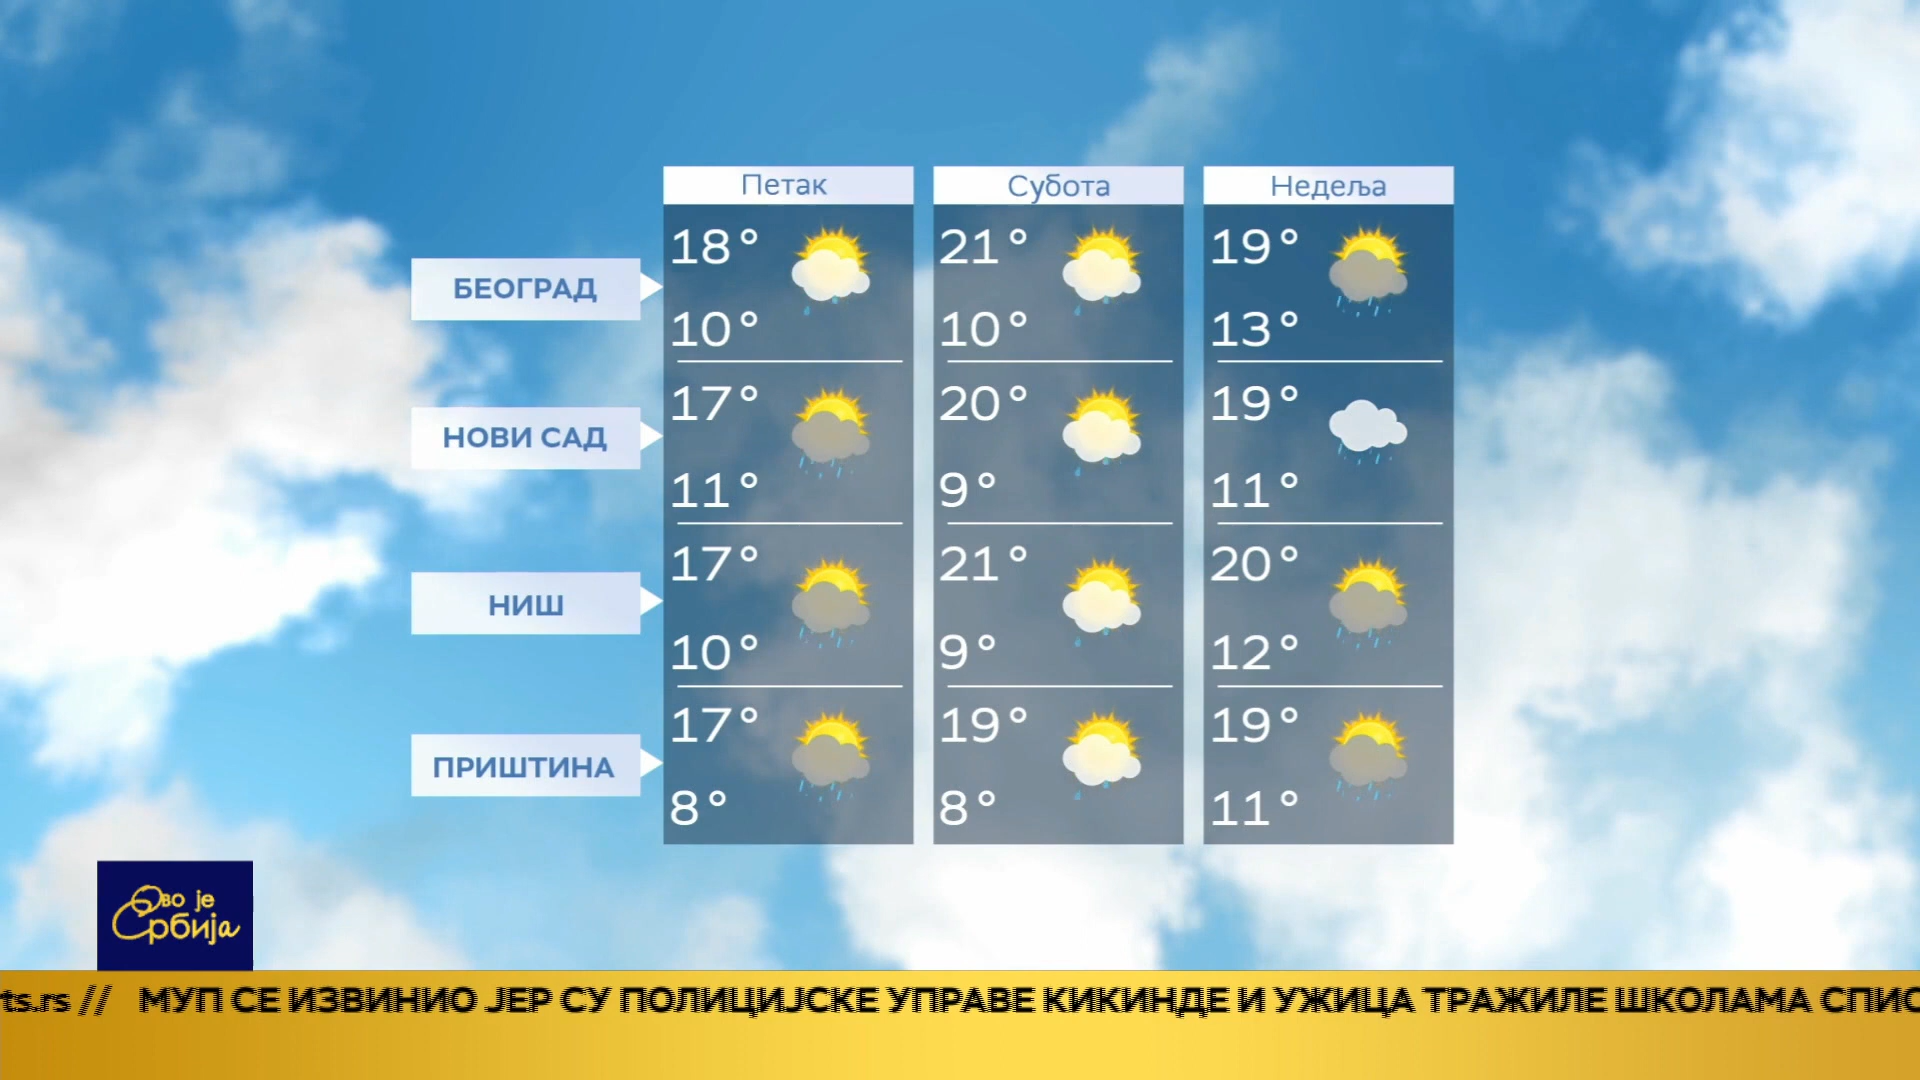 Петак Субота Недеља
БЕОГРАД 18° 21° 19°
10° 10° 13°
НОВИ САД 17° 20° 19°
11° 9° 11°
НИШ 17° 21° 20°
10° 9° 12°
ПРИШТИНА 17° 19° 19°
8° 8° 11°
Ово је
Србија
ts.rs // МУП СЕ ИЗВИНИО ЈЕР СУ ПОЛИЦИЈСКЕ УПРАВЕ КИКИНДЕ И УЖИЦА ТРАЖИЛЕ ШКОЛАМА СПИС